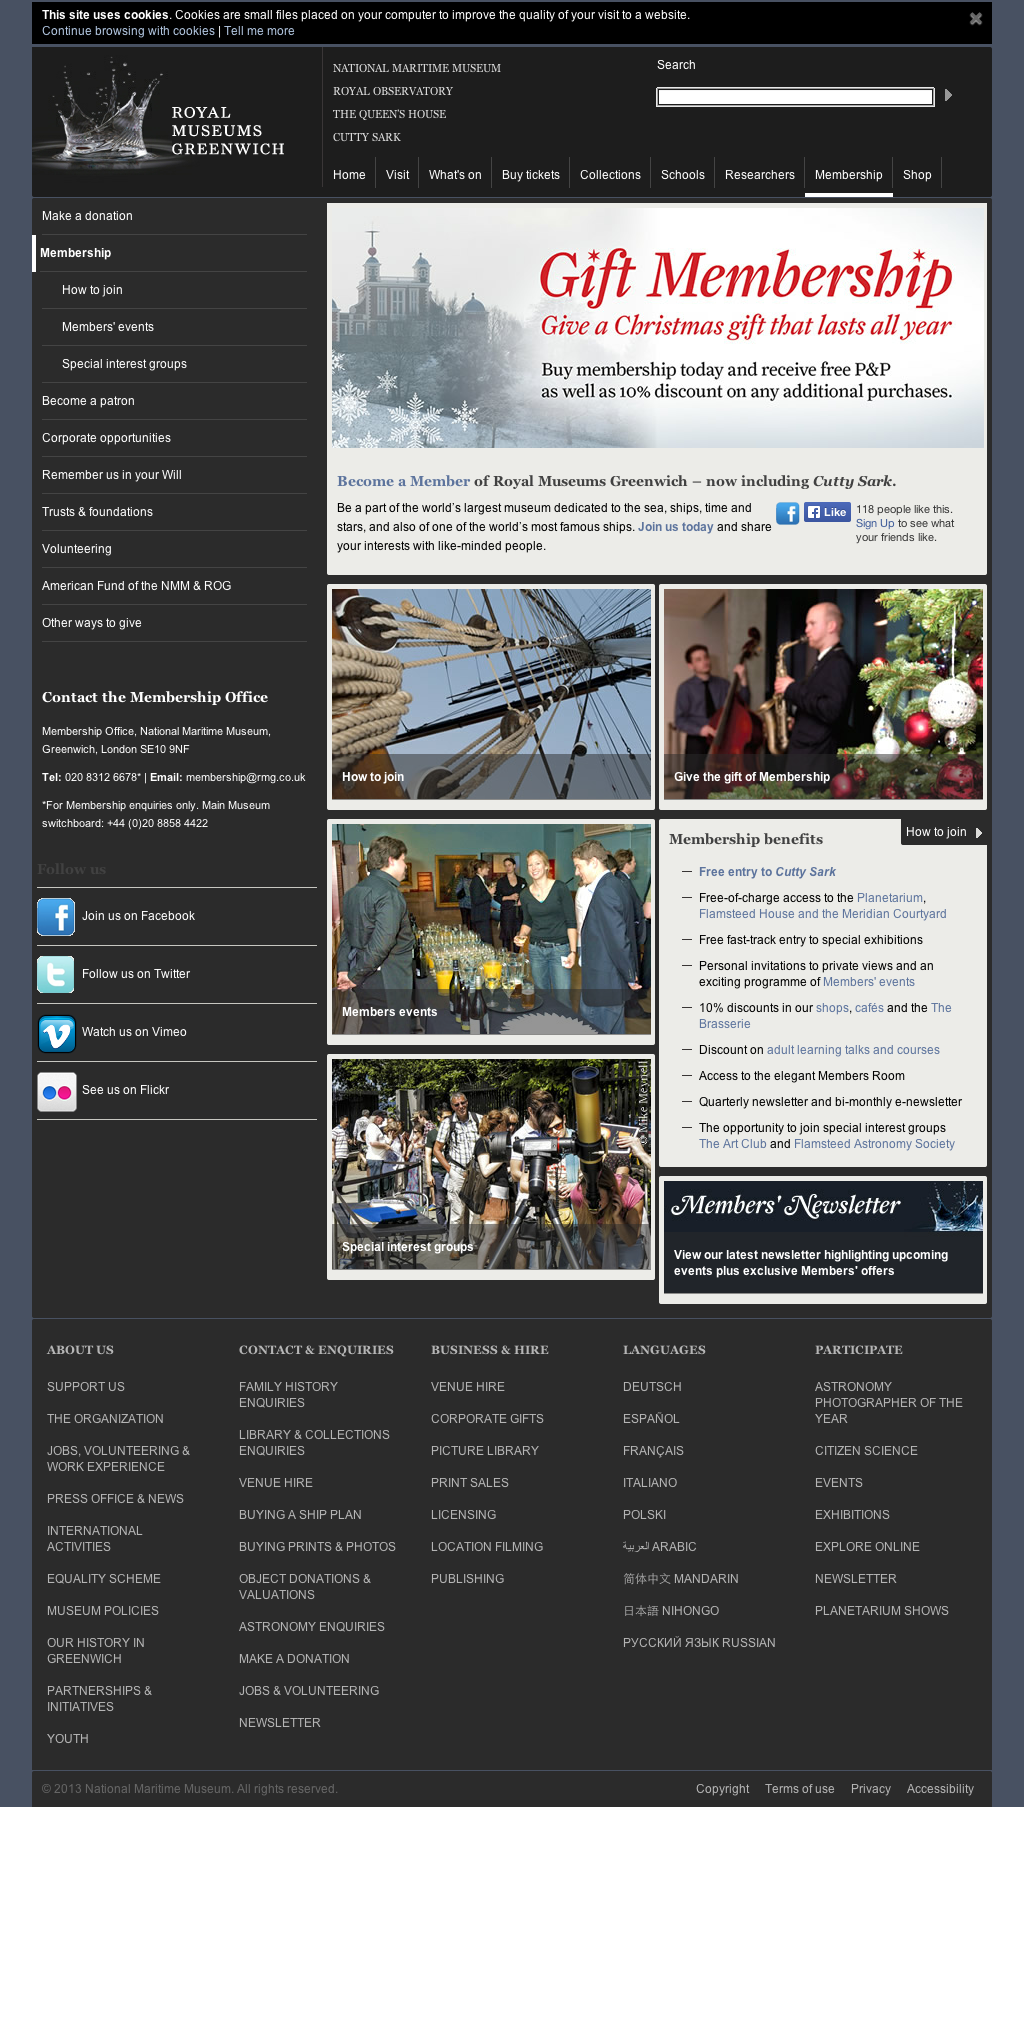 This site uses cookies. Cookies are small files placed on your computer to improve the quality of your visit to a website.
Continue browsing with cookies | Tell me more
ROYAL
MUSEUMS
GREENWICH
NATIONAL MARITIME MUSEUM
ROYAL OBSERVATORY
THE QUEEN'S HOUSE
CUTTY SARK
Search
Home Visit What's on Buy tickets Collections Schools Researchers Membership Shop
Make a donation
Membership
How to join
Members' events
Special interest groups
Become a patron
Corporate opportunities
Remember us in your Will
Trusts & foundations
Volunteering
American Fund of the NMM & ROG
Other ways to give
Contact the Membership Office
Membership Office, National Maritime Museum,
Greenwich, London SE10 9NF
Tel: 020 8312 6678* | Email: membership@rmg.co.uk
*For Membership enquiries only. Main Museum
switchboard: +44 (0)20 8858 4422
Follow us
Join us on Facebook
Follow us on Twitter
Watch us on Vimeo
See us on Flickr
Gift Membership
Give a Christmas gift that lasts all year
Buy membership today and receive free P&P
as well as 10% discount on any additional purchases.
Become a Member of Royal Museums Greenwich – now including Cutty Sark.
Be a part of the world's largest museum dedicated to the sea, ships, time and
stars, and also of one of the world's most famous ships. Join us today and share
your interests with like-minded people.
Like
118 people like this.
Sign Up to see what
your friends like.
How to join
Give the gift of Membership
Members events
© Mike Meynell
Special interest groups
Membership benefits
How to join
— Free entry to Cutty Sark
— Free-of-charge access to the Planetarium,
Flamsteed House and the Meridian Courtyard
— Free fast-track entry to special exhibitions
— Personal invitations to private views and an
exciting programme of Members' events
— 10% discounts in our shops, cafés and the The
Brasserie
— Discount on adult learning talks and courses
— Access to the elegant Members Room
— Quarterly newsletter and bi-monthly e-newsletter
— The opportunity to join special interest groups
The Art Club and Flamsteed Astronomy Society
Members' Newsletter
View our latest newsletter highlighting upcoming
events plus exclusive Members' offers
ABOUT US
SUPPORT US
THE ORGANIZATION
JOBS, VOLUNTEERING &
WORK EXPERIENCE
PRESS OFFICE & NEWS
INTERNATIONAL
ACTIVITIES
EQUALITY SCHEME
MUSEUM POLICIES
OUR HISTORY IN
GREENWICH
PARTNERSHIPS &
INITIATIVES
YOUTH
CONTACT & ENQUIRIES
FAMILY HISTORY
ENQUIRIES
LIBRARY & COLLECTIONS
ENQUIRIES
VENUE HIRE
BUYING A SHIP PLAN
BUYING PRINTS & PHOTOS
OBJECT DONATIONS &
VALUATIONS
ASTRONOMY ENQUIRIES
MAKE A DONATION
JOBS & VOLUNTEERING
NEWSLETTER
BUSINESS & HIRE
VENUE HIRE
CORPORATE GIFTS
PICTURE LIBRARY
PRINT SALES
LICENSING
LOCATION FILMING
PUBLISHING
LANGUAGES
DEUTSCH
ESPAÑOL
FRANÇAIS
ITALIANO
POLSKI
العربية ARABIC
简体中文 MANDARIN
日本語 NIHONGO
РУССКИЙ ЯЗЫК RUSSIAN
PARTICIPATE
ASTRONOMY
PHOTOGRAPHER OF THE
YEAR
CITIZEN SCIENCE
EVENTS
EXHIBITIONS
EXPLORE ONLINE
NEWSLETTER
PLANETARIUM SHOWS
© 2013 National Maritime Museum. All rights reserved.
Copyright Terms of use Privacy Accessibility